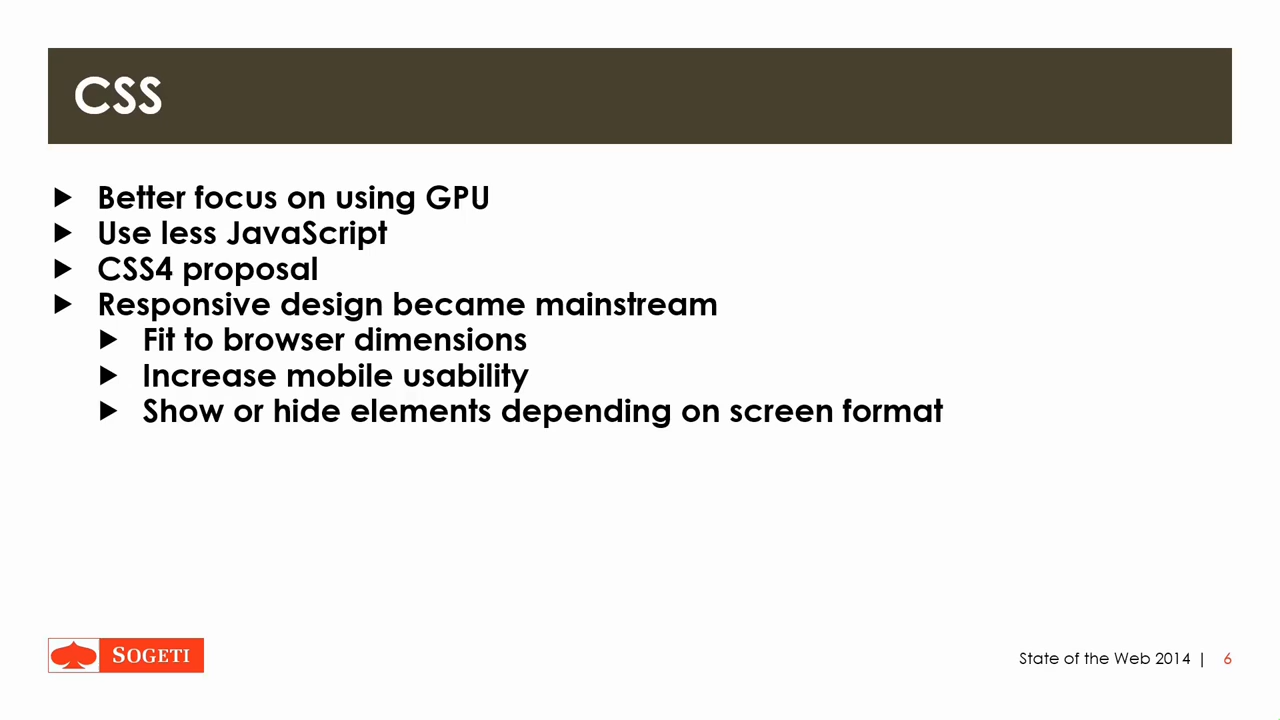 CSS
Better focus on using GPU
Use less JavaScript
CSS4 proposal
Responsive design became mainstream
Fit to browser dimensions
Increase mobile usability
Show or hide elements depending on screen format
SOGETI
State of the Web 2014 | 6